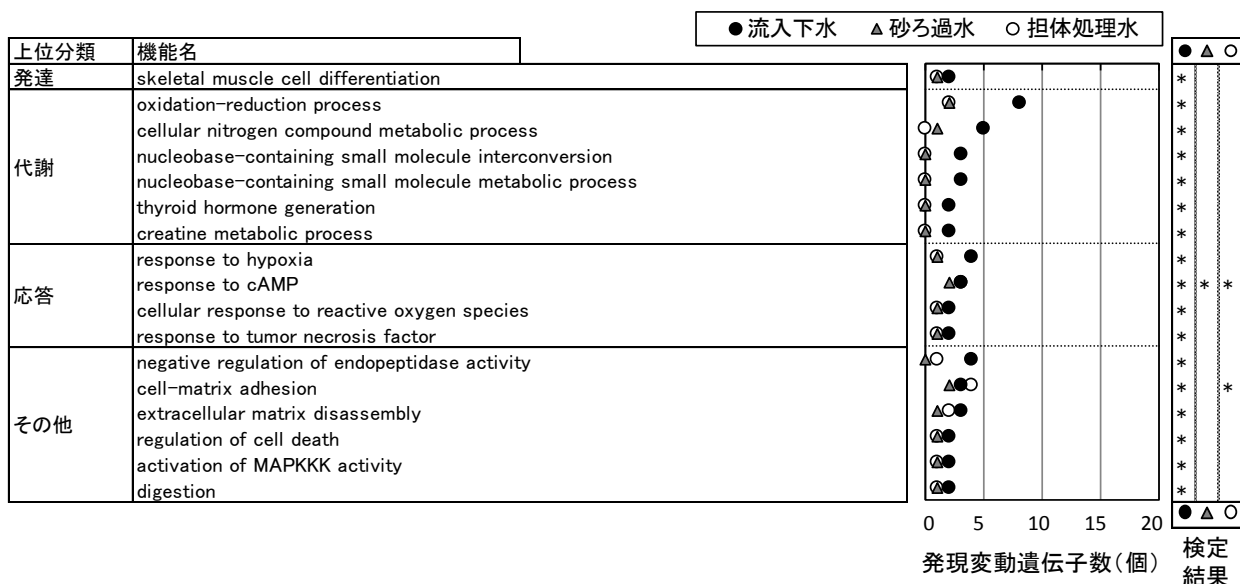 ● 流入下水 ▲ 砂ろ過水 ○ 担体処理水
上位分類 機能名 ● ▲ ○
発達 skeletal muscle cell differentiation *
代謝
oxidation-reduction process *
cellular nitrogen compound metabolic process *
nucleobase-containing small molecule interconversion *
nucleobase-containing small molecule metabolic process *
thyroid hormone generation *
creatine metabolic process *
応答
response to hypoxia *
response to cAMP * * *
cellular response to reactive oxygen species *
response to tumor necrosis factor *
その他
negative regulation of endopeptidase activity *
cell-matrix adhesion * *
extracellular matrix disassembly *
regulation of cell death *
activation of MAPKKK activity *
digestion *
● ▲ ○
0 5 10 15 20
発現変動遺伝子数(個)
検定
結果